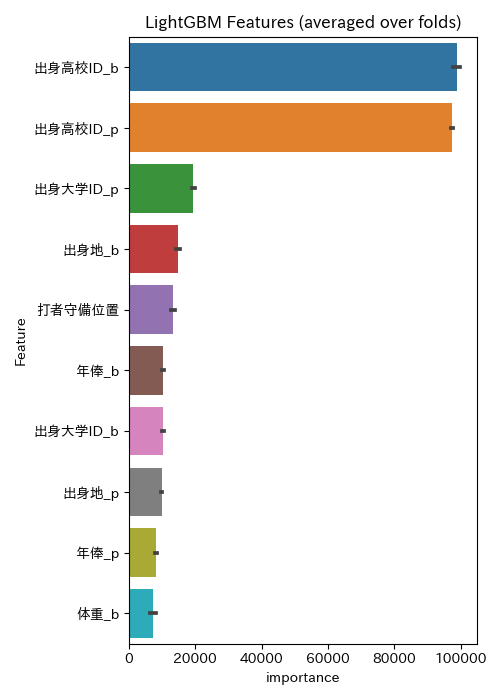 LightGBM Features (averaged over folds)
出身高校ID_b
出身高校ID_p
出身大学ID_p
出身地_b
打者守備位置
年俸_b
出身大学ID_b
出身地_p
年俸_p
体重_b
Feature
0 20000 40000 60000 80000 100000
importance